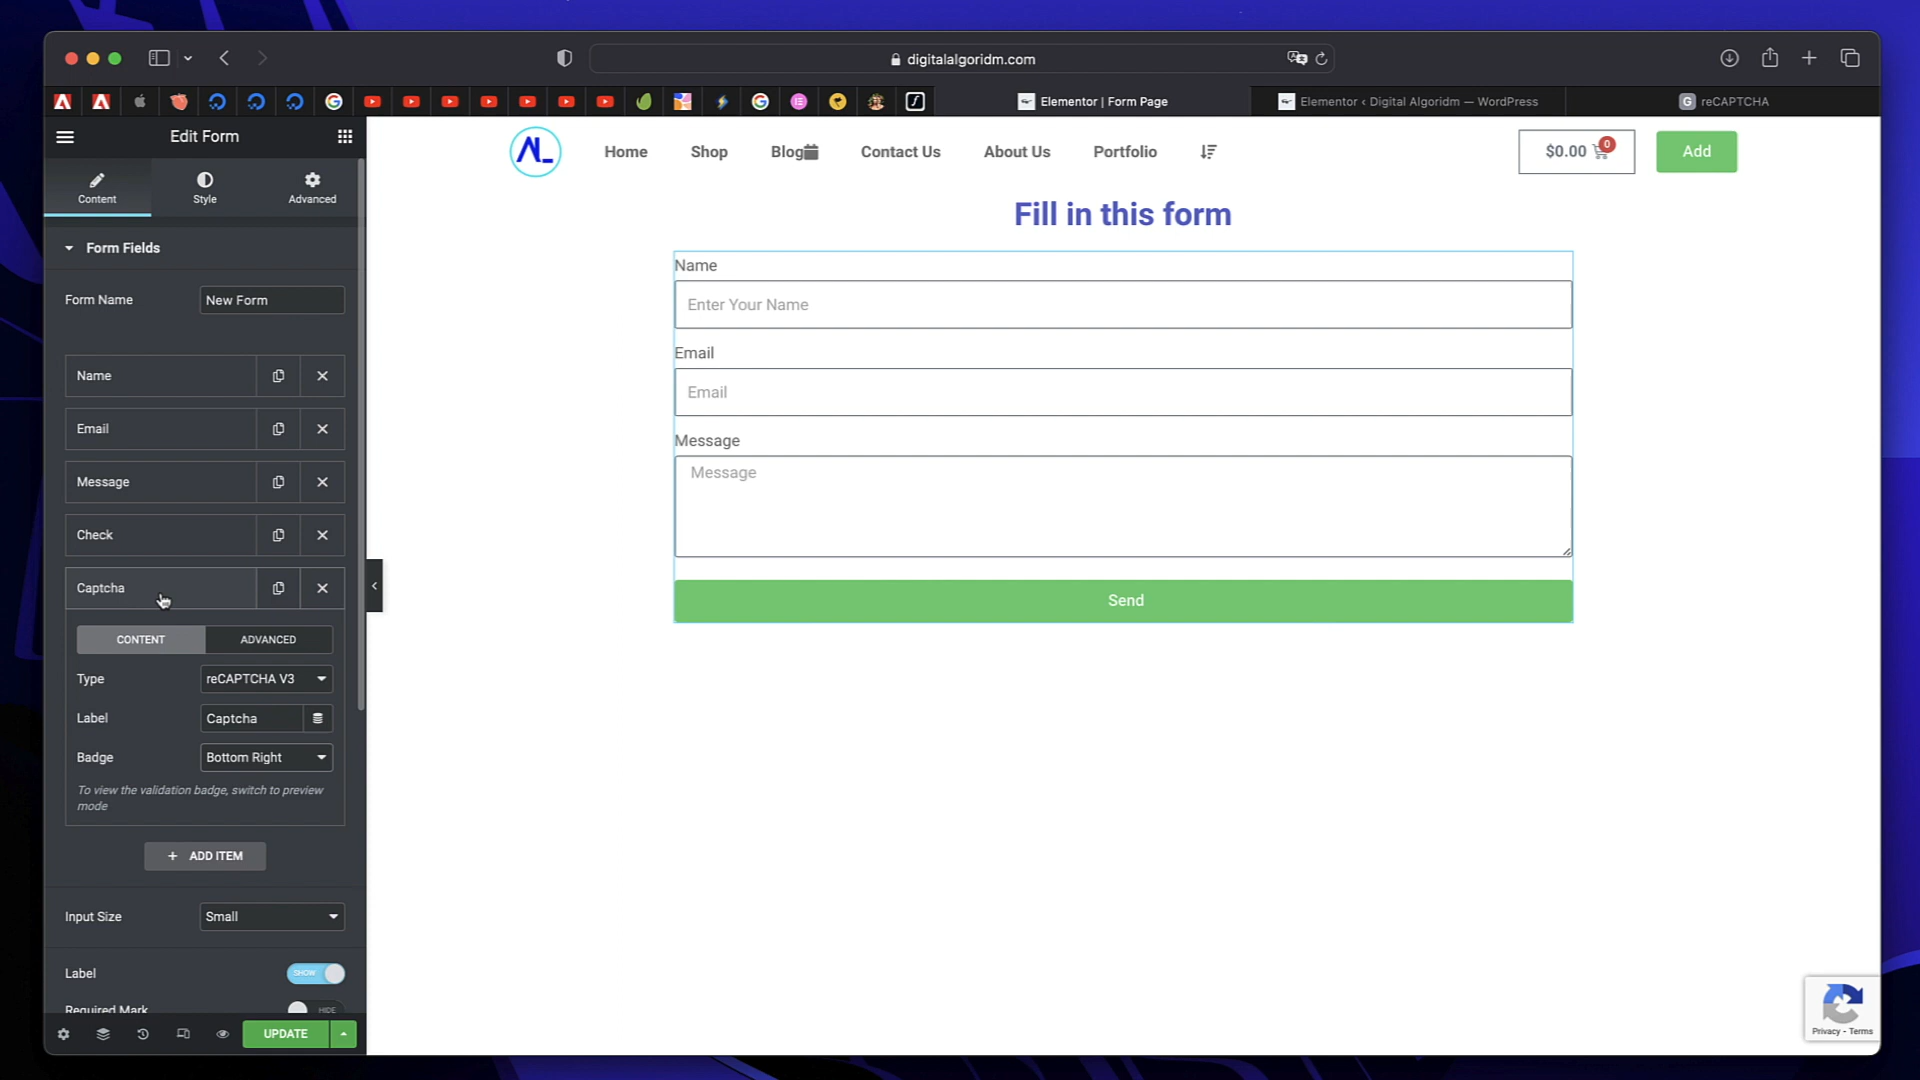 digitalalgoridm.com
Elementor | Form Page
Elementor ‹ Digital Algoridm — WordPress
G reCAPTCHA
Edit Form
Content
Style
Advanced
Form Fields
Form Name
New Form
Name
Email
Message
Check
Captcha
CONTENT
ADVANCED
Type
reCAPTCHA V3
Label
Captcha
Badge
Bottom Right
To view the validation badge, switch to preview
mode
+ ADD ITEM
Input Size
Small
Label
SHOW
Required Mark
HIDE
UPDATE
AL
Home
Shop
Blog
Contact Us
About Us
Portfolio
$0.00
0
Add
Fill in this form
Name
Enter Your Name
Email
Email
Message
Message
Send
Privacy - Terms